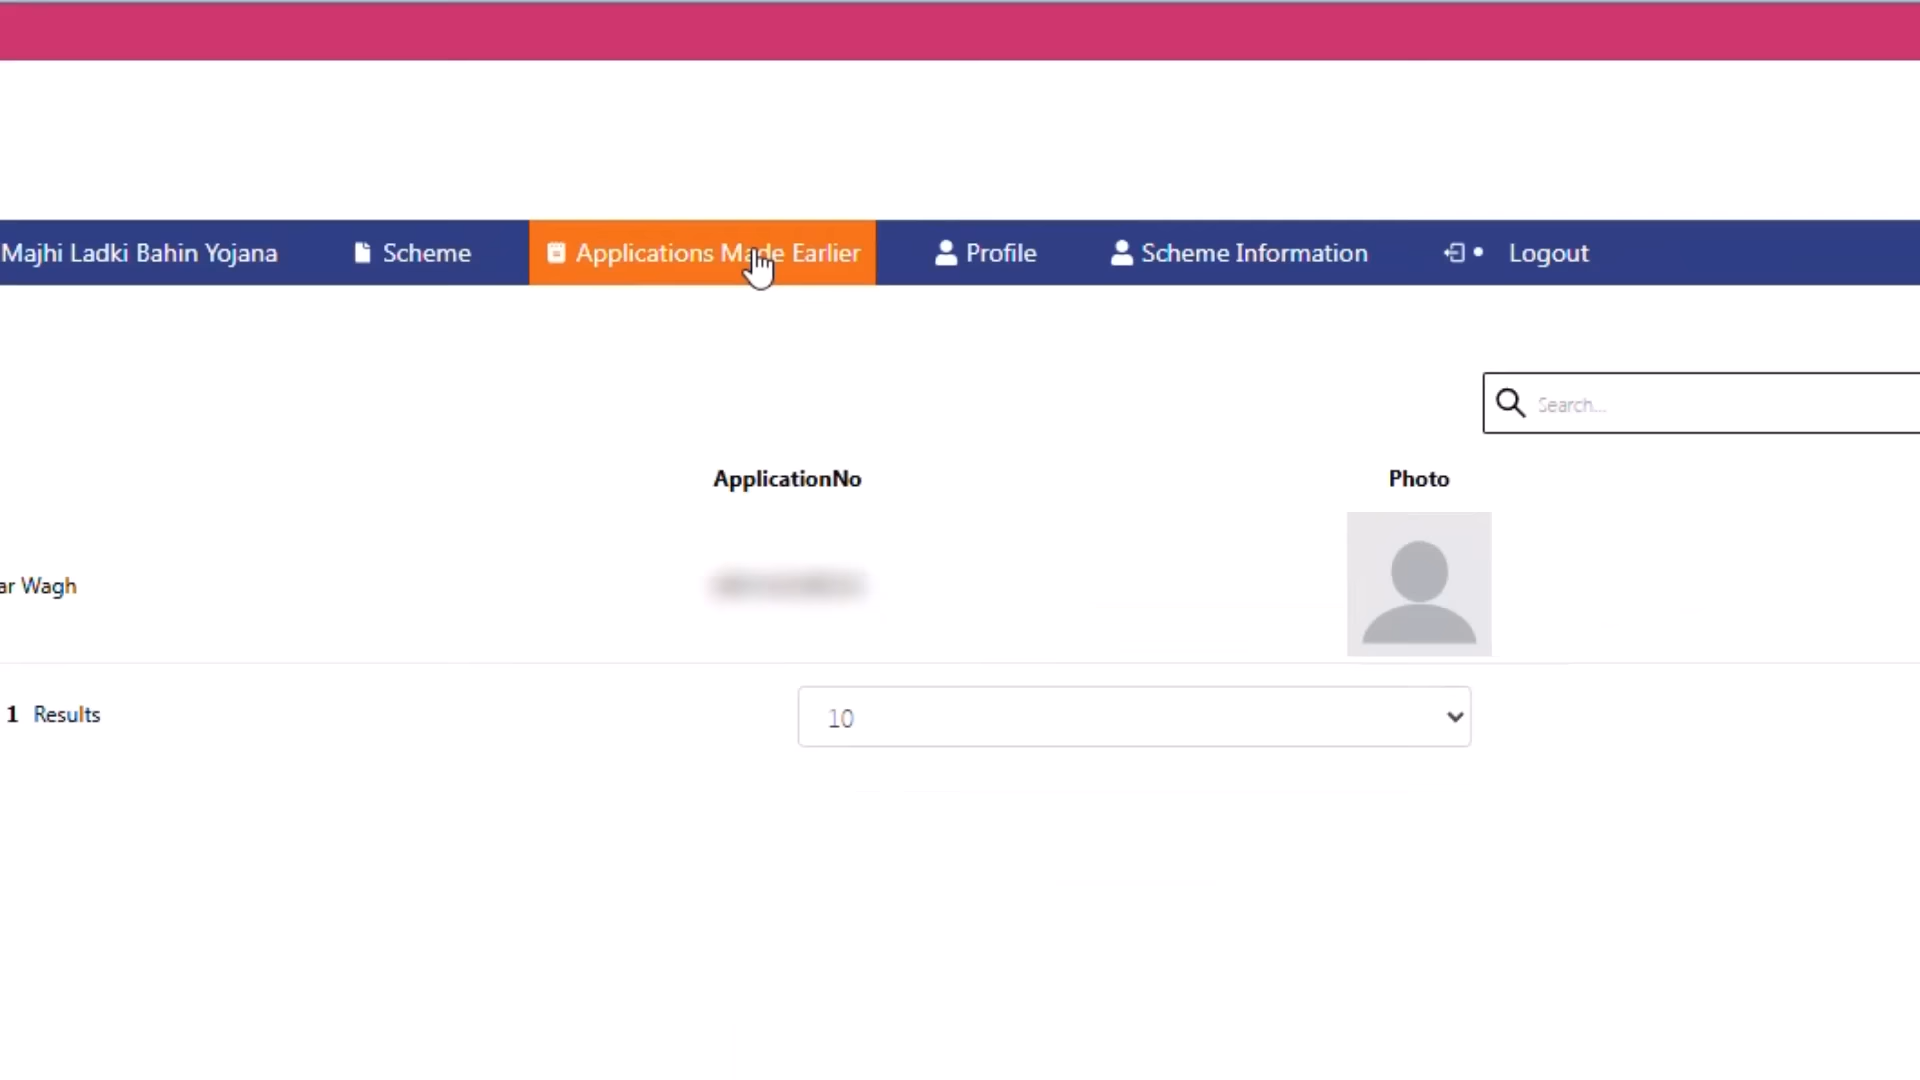 Majhi Ladki Bahin Yojana Scheme Applications Made Earlier Profile Scheme Information Logout
Search...
ApplicationNo Photo
ar Wagh
1 Results 10